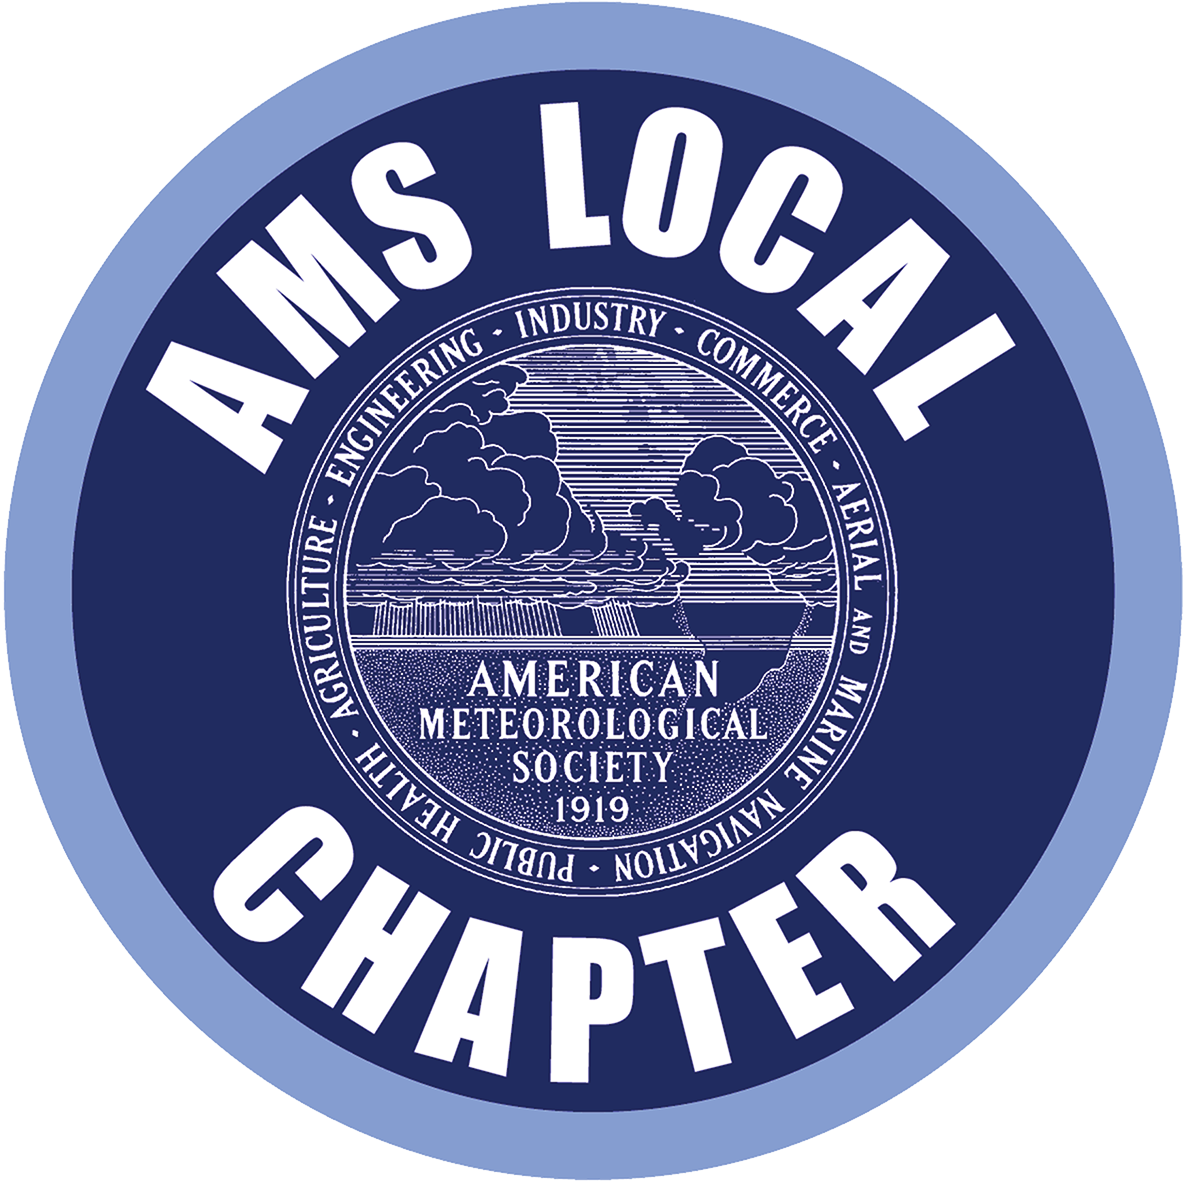 AMS LOCAL
AGRICULTURE · ENGINEERING · INDUSTRY · COMMERCE · AERIAL AND MARINE NAVIGATION · PUBLIC HEALTH ·
AMERICAN
METEOROLOGICAL
SOCIETY
1919
CHAPTER